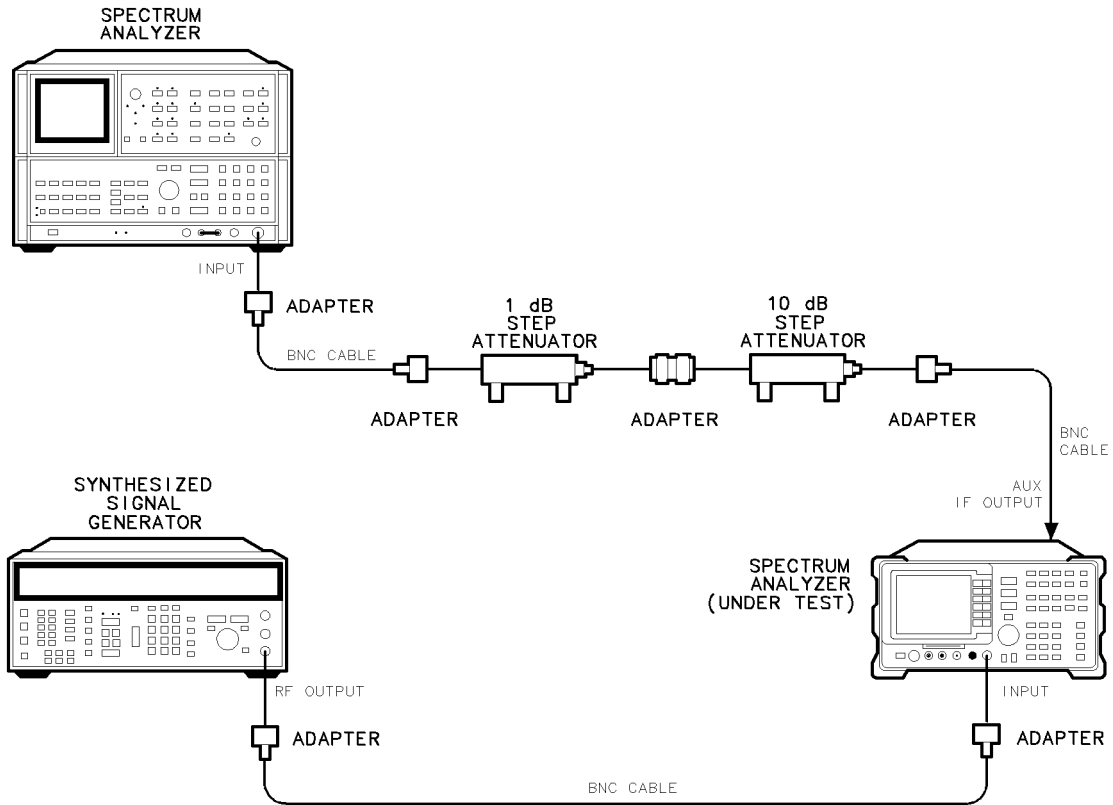 SPECTRUM
ANALYZER
INPUT
ADAPTER
BNC CABLE
ADAPTER
1 dB
STEP
ATTENUATOR
ADAPTER
10 dB
STEP
ATTENUATOR
ADAPTER
BNC
CABLE
AUX
IF OUTPUT
SYNTHESIZED
SIGNAL
GENERATOR
SPECTRUM
ANALYZER
(UNDER TEST)
RF OUTPUT
ADAPTER
INPUT
ADAPTER
BNC CABLE